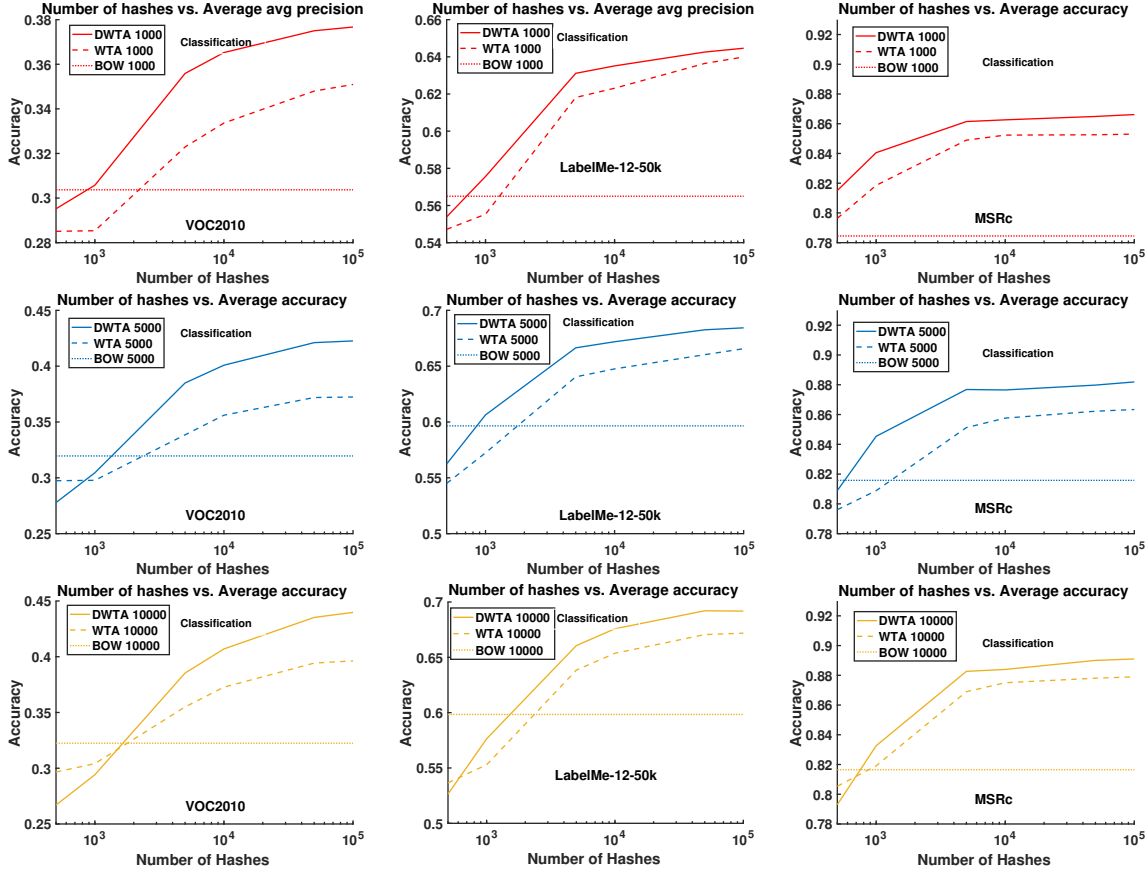 Number of hashes vs. Average avg precision
0.38
0.36
0.34
0.32
0.3
0.28
Accuracy
DWTA 1000
WTA 1000
BOW 1000
Classification
VOC2010
10^3
10^4
10^5
Number of Hashes
Number of hashes vs. Average avg precision
0.66
0.64
0.62
0.6
0.58
0.56
0.54
Accuracy
DWTA 1000
WTA 1000
BOW 1000
Classification
LabelMe-12-50k
10^3
10^4
10^5
Number of Hashes
Number of hashes vs. Average accuracy
0.92
0.9
0.88
0.86
0.84
0.82
0.8
0.78
Accuracy
DWTA 1000
WTA 1000
BOW 1000
Classification
MSRc
10^3
10^4
10^5
Number of Hashes
Number of hashes vs. Average accuracy
0.45
0.4
0.35
0.3
0.25
Accuracy
DWTA 5000
WTA 5000
BOW 5000
Classification
VOC2010
10^3
10^4
10^5
Number of Hashes
Number of hashes vs. Average accuracy
0.7
0.65
0.6
0.55
0.5
Accuracy
DWTA 5000
WTA 5000
BOW 5000
Classification
LabelMe-12-50k
10^3
10^4
10^5
Number of Hashes
Number of hashes vs. Average accuracy
0.92
0.9
0.88
0.86
0.84
0.82
0.8
0.78
Accuracy
DWTA 5000
WTA 5000
BOW 5000
Classification
MSRc
10^3
10^4
10^5
Number of Hashes
Number of hashes vs. Average accuracy
0.45
0.4
0.35
0.3
0.25
Accuracy
DWTA 10000
WTA 10000
BOW 10000
Classification
VOC2010
10^3
10^4
10^5
Number of Hashes
Number of hashes vs. Average accuracy
0.7
0.65
0.6
0.55
0.5
Accuracy
DWTA 10000
WTA 10000
BOW 10000
Classification
LabelMe-12-50k
10^3
10^4
10^5
Number of Hashes
Number of hashes vs. Average accuracy
0.92
0.9
0.88
0.86
0.84
0.82
0.8
0.78
Accuracy
DWTA 10000
WTA 10000
BOW 10000
Classification
MSRc
10^3
10^4
10^5
Number of Hashes